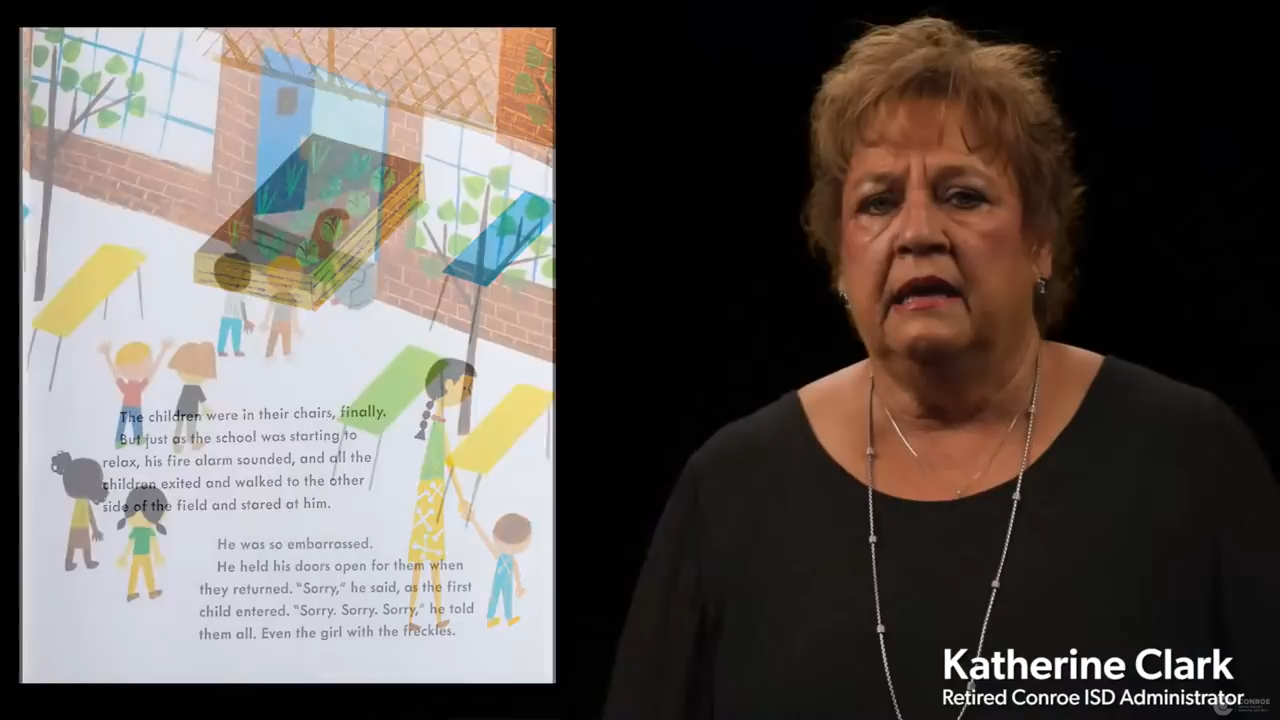 The children were in their chairs, finally.
But just as the school was starting to
relax, his fire alarm sounded, and all the
children exited and walked to the other
side of the field and stared at him.
He was so embarrassed.
He held his doors open for them when
they returned. "Sorry," he said, as the first
child entered. "Sorry. Sorry. Sorry," he told
them all. Even the girl with the freckles.
Katherine Clark
Retired Conroe ISD Administrator
CONROE